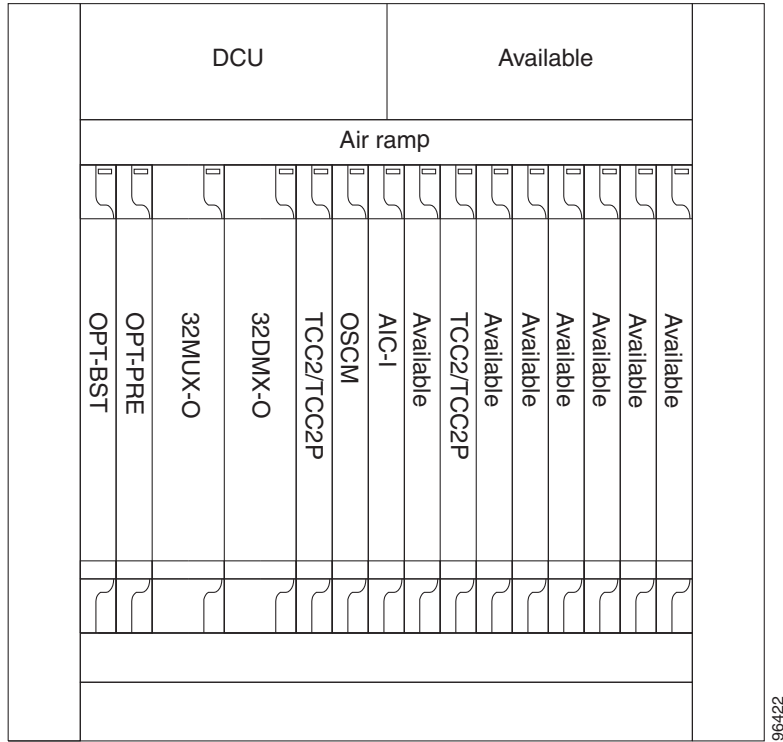 DCU
Available
Air ramp
OPT-BST
OPT-PRE
32MUX-O
32DMX-O
TCC2/TCC2P
OSCM
AIC-I
Available
TCC2/TCC2P
Available
Available
Available
Available
Available
Available
96422